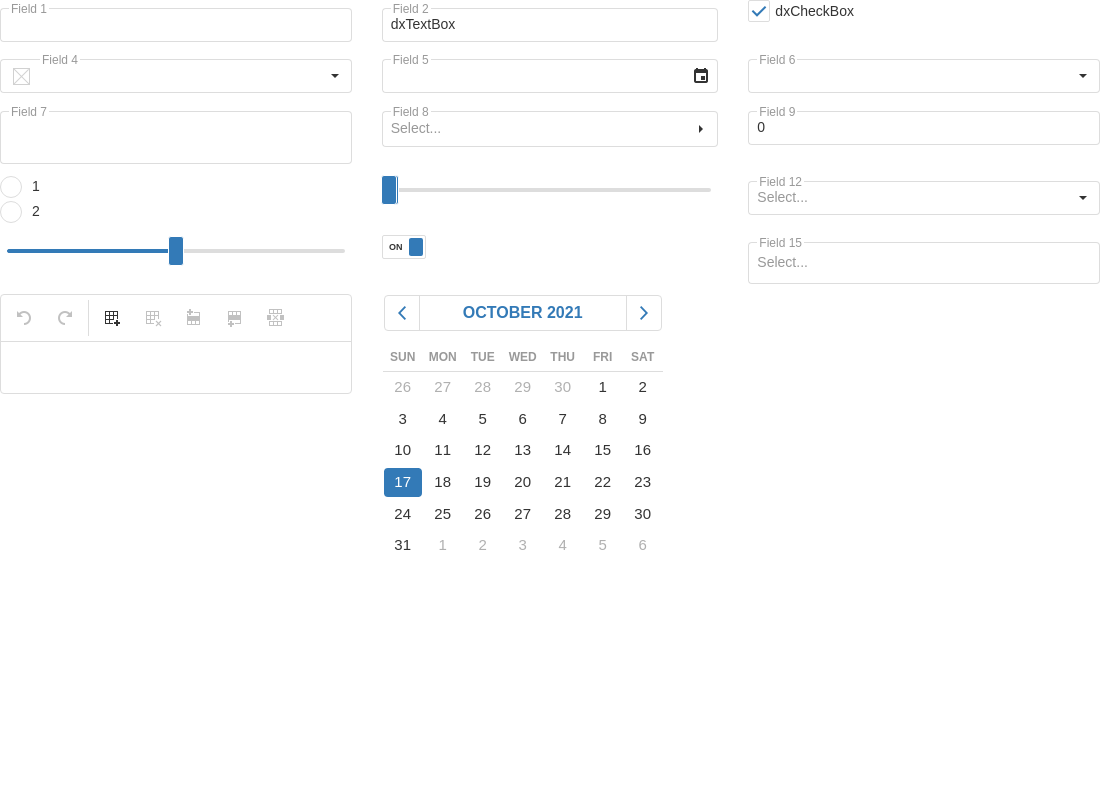 Field 1
Field 2
dxTextBox
dxCheckBox
Field 4
Field 5
Field 6
Field 7
Field 8
Select...
Field 9
0
1
2
Field 12
Select...
ON
Field 15
Select...
OCTOBER 2021
SUN MON TUE WED THU FRI SAT
26 27 28 29 30 1 2
3 4 5 6 7 8 9
10 11 12 13 14 15 16
17 18 19 20 21 22 23
24 25 26 27 28 29 30
31 1 2 3 4 5 6